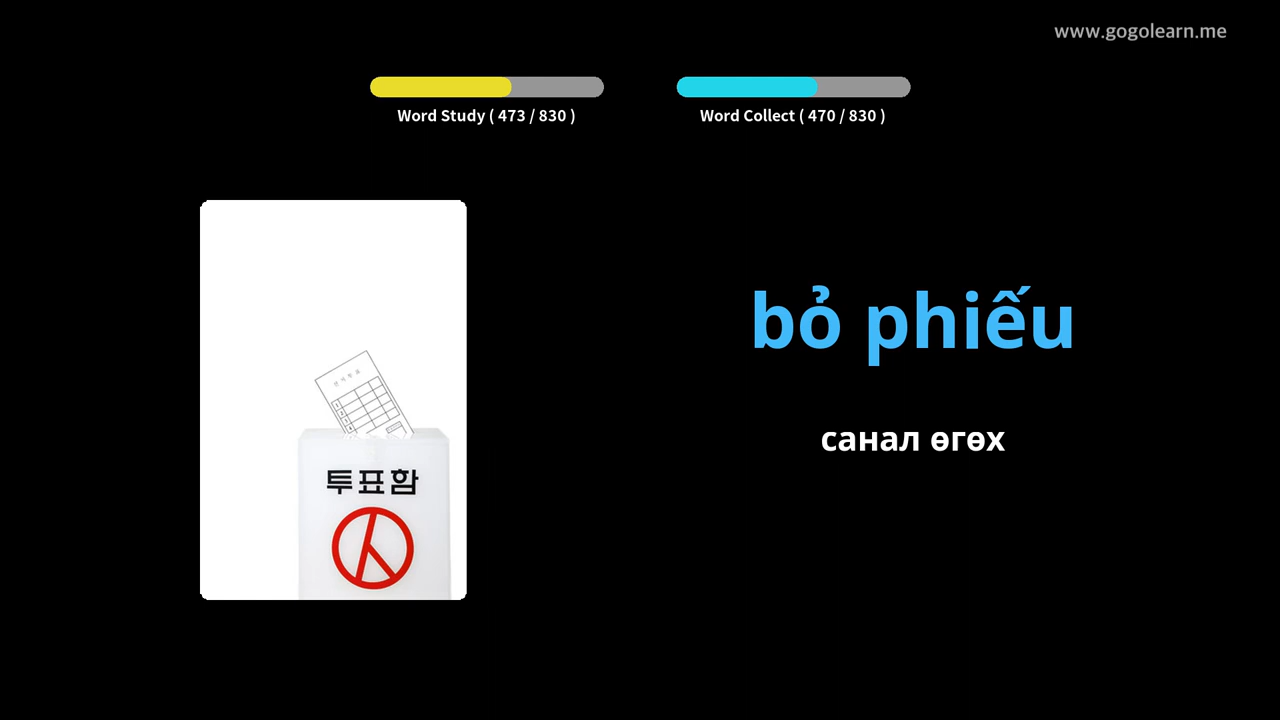 www.gogolearn.me
Word Study ( 473 / 830 )
Word Collect ( 470 / 830 )
bỏ phiếu
санал өгөх
투표함